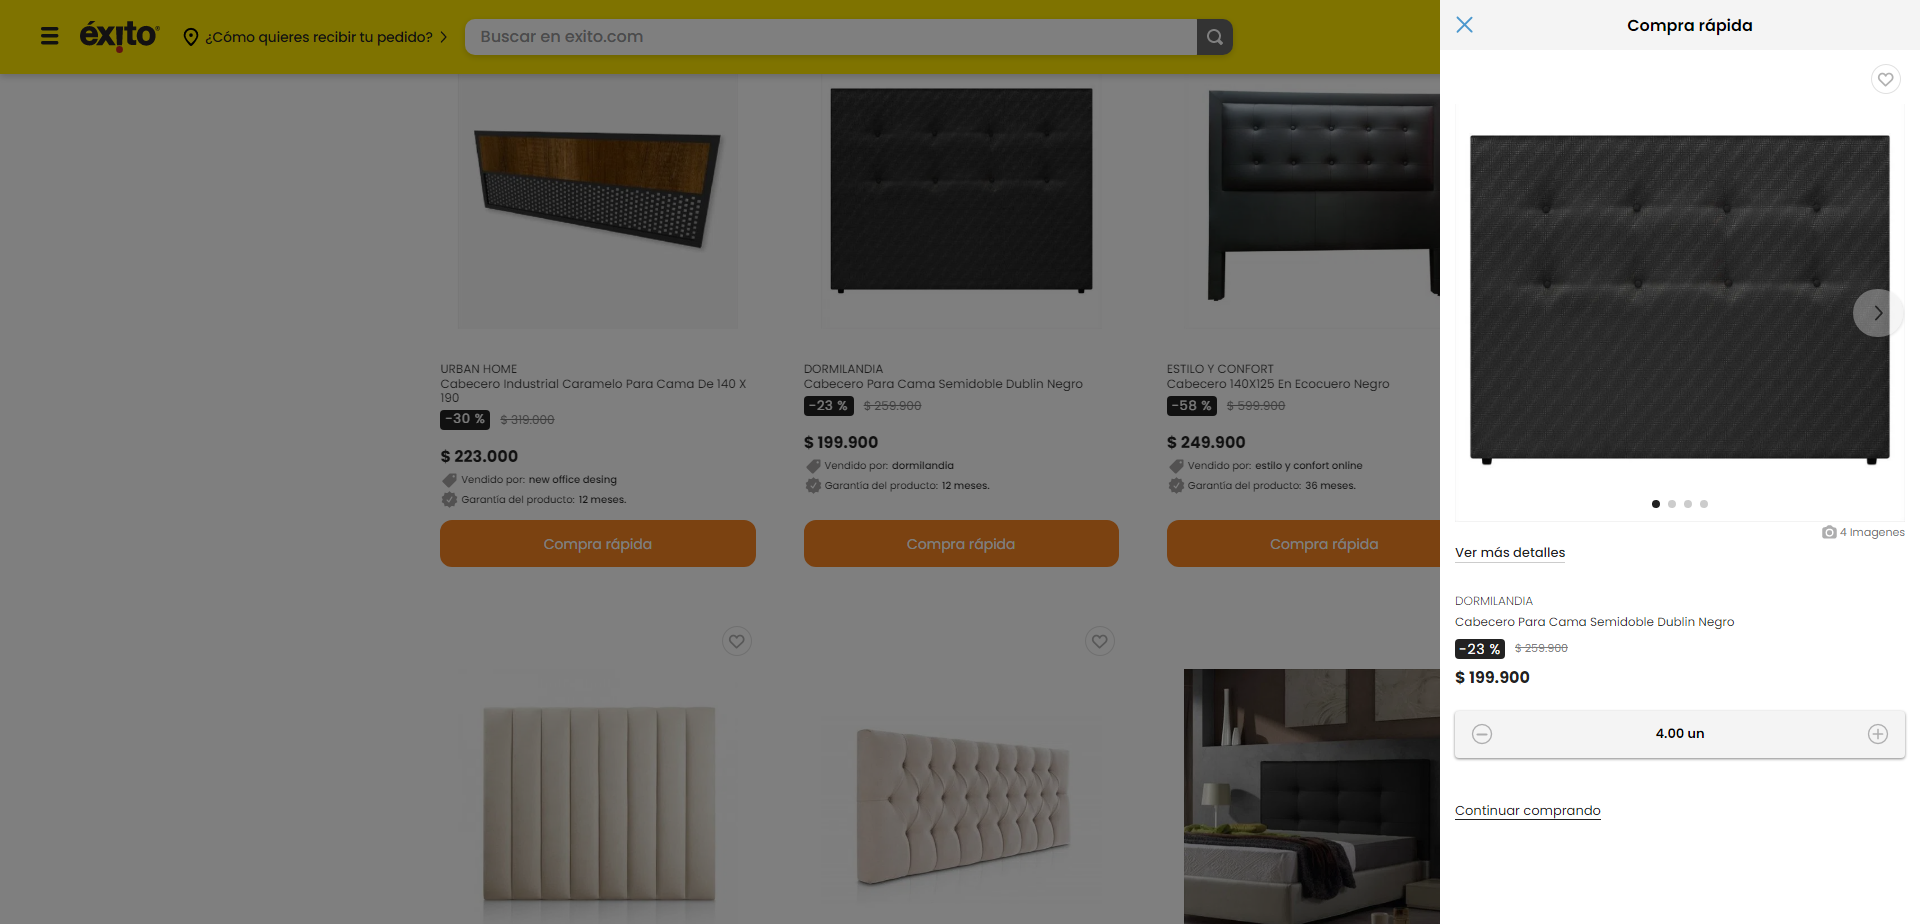 éxito
¿Cómo quieres recibir tu pedido?
Buscar en exito.com
URBAN HOME
Cabecero Industrial Caramelo Para Cama De 140 X
190
-30 % $ 319.000
$ 223.000
Vendido por: new office desing
Garantía del producto: 12 meses.
Compra rápida
DORMILANDIA
Cabecero Para Cama Semidoble Dublin Negro
-23 % $ 259.900
$ 199.900
Vendido por: dormilandia
Garantía del producto: 12 meses.
Compra rápida
ESTILO Y CONFORT
Cabecero 140X125 En Ecocuero Negro
-58 % $ 599.900
$ 249.900
Vendido por: estilo y confort online
Garantía del producto: 36 meses.
Compra rápida
Compra rápida
4 Imagenes
Ver más detalles
DORMILANDIA
Cabecero Para Cama Semidoble Dublin Negro
-23 % $ 259.900
$ 199.900
4.00 un
Continuar comprando